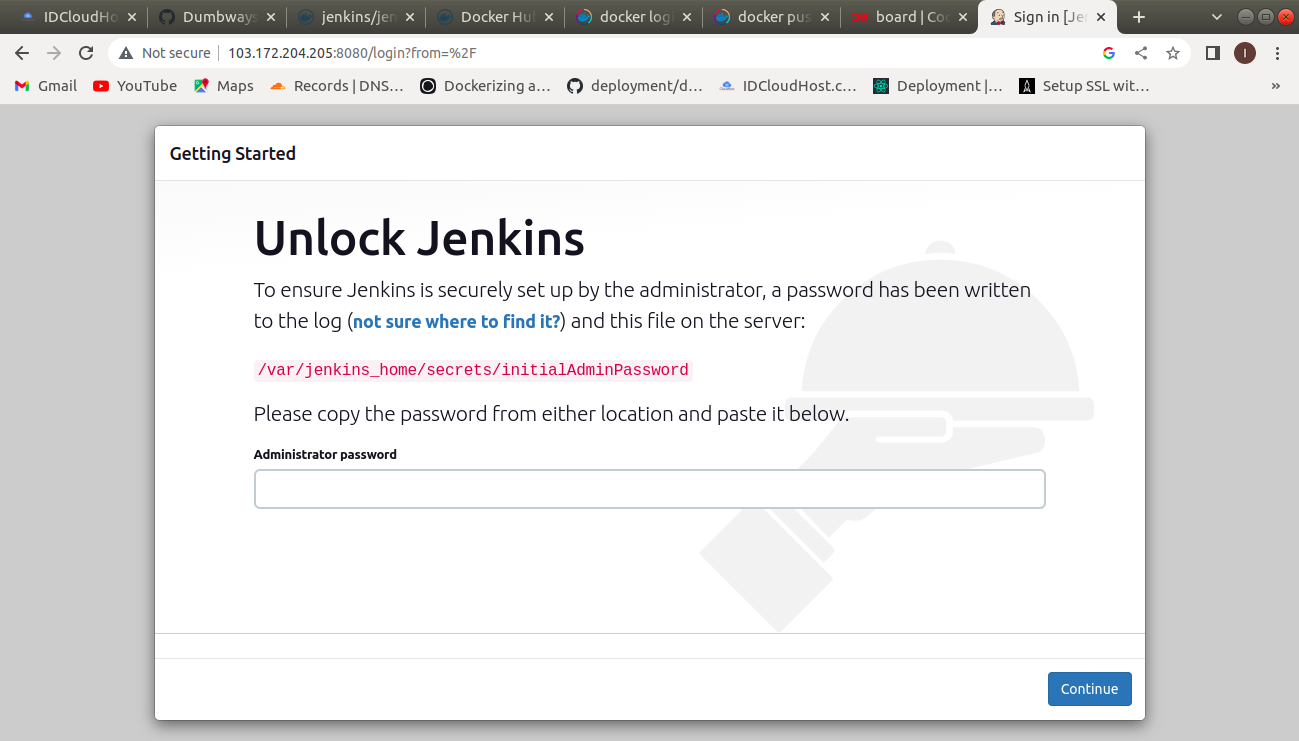 IDCloudHo
Dumbways
jenkins/jen
Docker Hu
docker logi
docker pus
board | Co
Sign in [Je
Not secure
103.172.204.205:8080/login?from=%2F
I
Gmail
YouTube
Maps
Records | DNS...
Dockerizing a...
deployment/d...
IDCloudHost.c...
Deployment |...
Setup SSL wit...
»
Getting Started
Unlock Jenkins
To ensure Jenkins is securely set up by the administrator, a password has been written
to the log (not sure where to find it?) and this file on the server:
/var/jenkins_home/secrets/initialAdminPassword
Please copy the password from either location and paste it below.
Administrator password
Continue